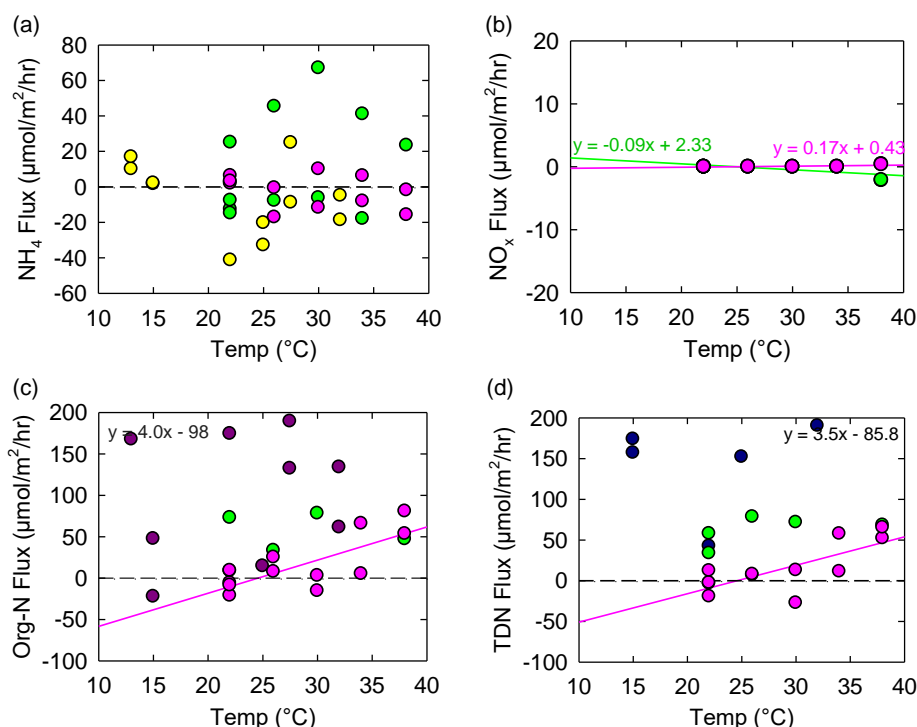 (a)
80
60
40
20
0
-20
-40
-60
NH4 Flux (µmol/m²/hr)
10 15 20 25 30 35 40
Temp (°C)
(b)
20
10
0
-10
-20
NOx Flux (µmol/m²/hr)
y = -0.09x + 2.33
y = 0.17x + 0.43
10 15 20 25 30 35 40
Temp (°C)
(c)
200
150
100
50
0
-50
-100
Org-N Flux (µmol/m²/hr)
y = 4.0x - 98
10 15 20 25 30 35 40
Temp (°C)
(d)
200
150
100
50
0
-50
-100
TDN Flux (µmol/m²/hr)
y = 3.5x - 85.8
10 15 20 25 30 35 40
Temp (°C)